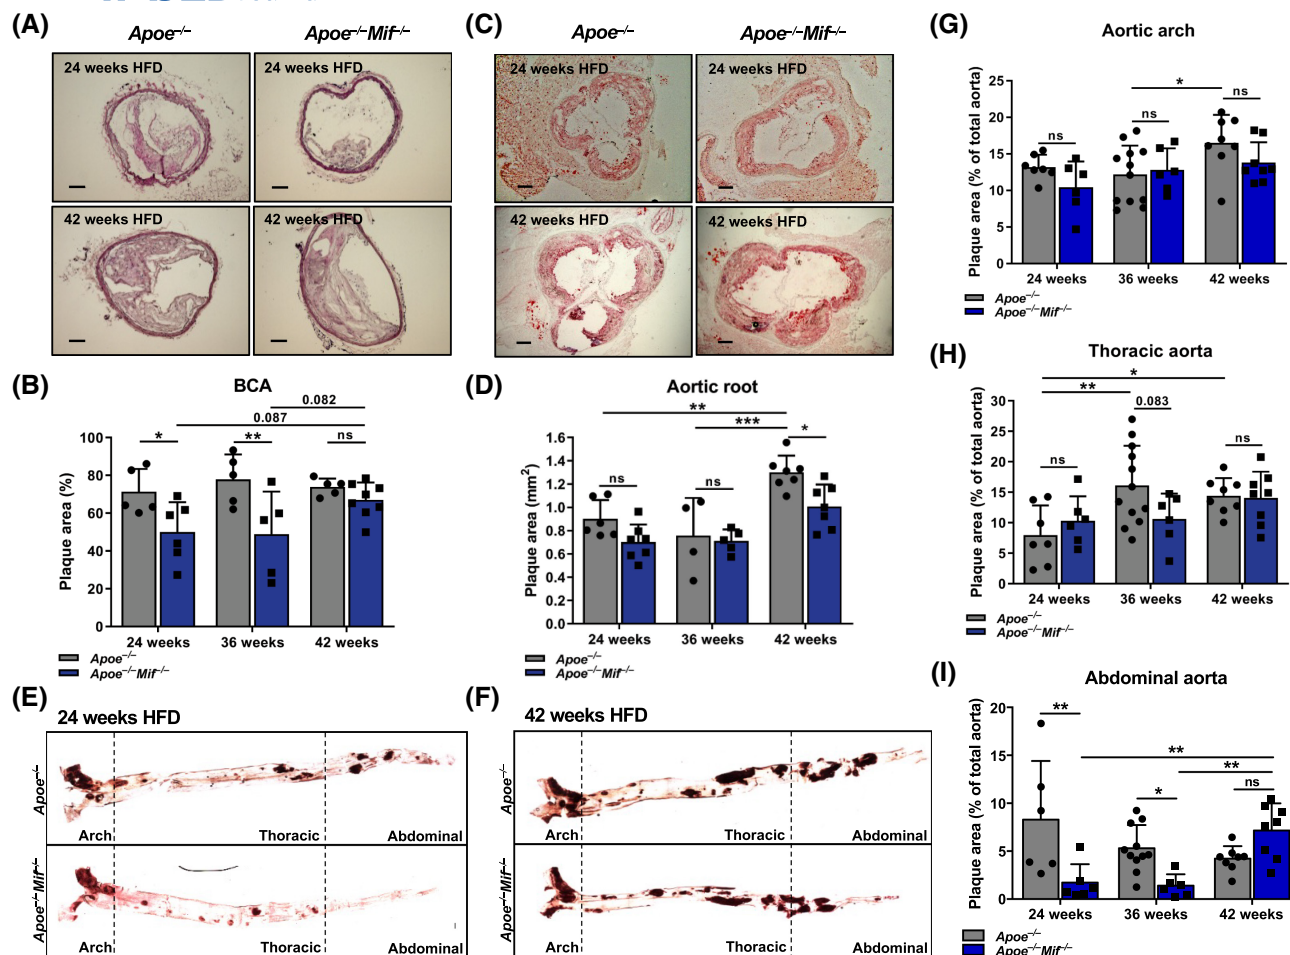 (A)
Apoe–/–
Apoe–/–Mif–/–
24 weeks HFD
24 weeks HFD
42 weeks HFD
42 weeks HFD
(B)
BCA
0.082
0.087
*
**
ns
Plaque area (%)
100
80
60
40
20
0
24 weeks
36 weeks
42 weeks
Apoe–/–
Apoe–/–Mif–/–
(C)
Apoe–/–
Apoe–/–Mif–/–
24 weeks HFD
24 weeks HFD
42 weeks HFD
42 weeks HFD
(D)
Aortic root
**
***
*
ns
ns
Plaque area (mm2)
1.6
1.4
1.2
1.0
0.8
0.6
0.4
0.2
0.0
24 weeks
36 weeks
42 weeks
Apoe–/–
Apoe–/–Mif–/–
(E)
24 weeks HFD
Apoe–/–
Arch
Thoracic
Abdominal
Apoe–/–Mif–/–
Arch
Thoracic
Abdominal
(F)
42 weeks HFD
Apoe–/–
Arch
Thoracic
Abdominal
Apoe–/–Mif–/–
Arch
Thoracic
Abdominal
(G)
Aortic arch
*
ns
ns
ns
Plaque area (% of total aorta)
25
20
15
10
5
0
24 weeks
36 weeks
42 weeks
Apoe–/–
Apoe–/–Mif–/–
(H)
Thoracic aorta
*
**
0.083
ns
ns
Plaque area (% of total aorta)
30
25
20
15
10
5
0
24 weeks
36 weeks
42 weeks
Apoe–/–
Apoe–/–Mif–/–
(I)
Abdominal aorta
**
**
**
*
ns
Plaque area (% of total aorta)
20
15
10
5
0
24 weeks
36 weeks
42 weeks
Apoe–/–
Apoe–/–Mif–/–